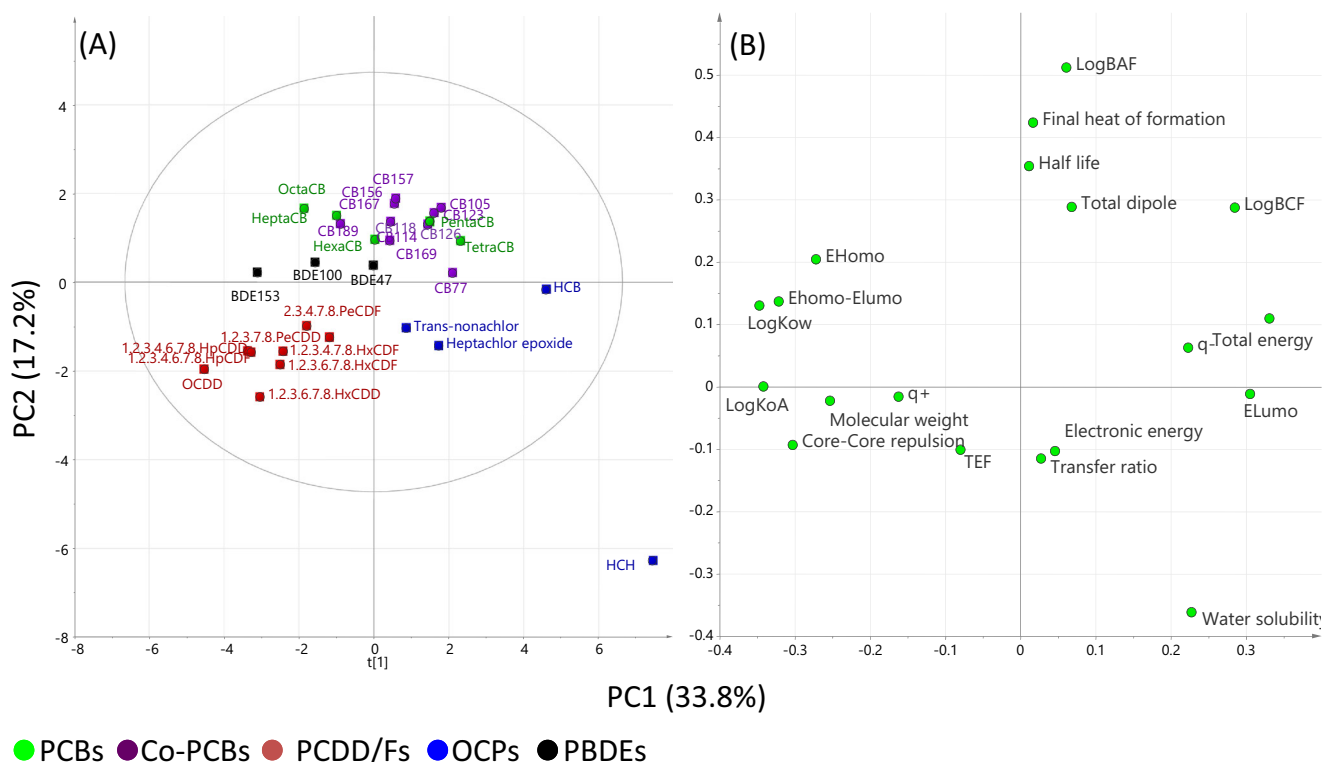 (A)
4
2
0
-2
-4
-6
-8
-8
-6
-4
-2
0
2
4
6
t[1]
PC2 (17.2%)
CB157
CB156
CB167
OctaCB
HeptaCB
CB189
HexaCB
CB118
CB114
CB105
CB123
PentaCB
CB126
TetraCB
CB169
CB77
BDE100
BDE47
BDE153
HCB
2.3.4.7.8.PeCDF
Trans-nonachlor
1.2.3.7.8.PeCDD
Heptachlor epoxide
1.2.3.4.6.7.8.HpCDD
1.2.3.4.7.8.HxCDF
1.2.3.4.6.7.8.HpCDF
1.2.3.6.7.8.HxCDF
OCDD
1.2.3.6.7.8.HxCDD
HCH
(B)
0.5
0.4
0.3
0.2
0.1
0
-0.1
-0.2
-0.3
-0.4
-0.4
-0.3
-0.2
-0.1
0
0.1
0.2
0.3
LogBAF
Final heat of formation
Half life
Total dipole
LogBCF
EHomo
Ehomo-Elumo
LogKow
q-
Total energy
LogKoA
q+
ELumo
Molecular weight
Core-Core repulsion
Electronic energy
TEF
Transfer ratio
Water solubility
PC1 (33.8%)
PCBs Co-PCBs PCDD/Fs OCPs PBDEs